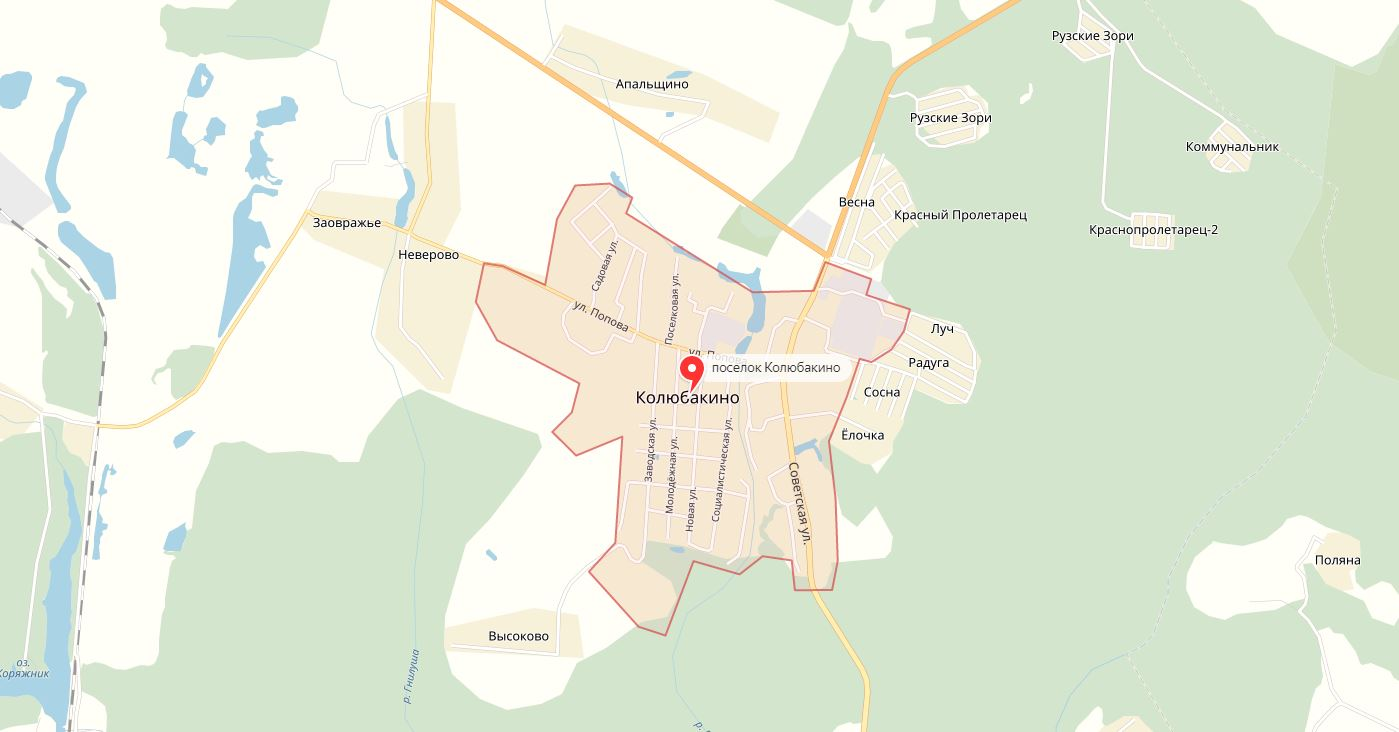 Рузские Зори
Апальщино
Рузские Зори
Коммунальник
Весна
Красный Пролетарец
Заовражье
Краснопролетарец-2
Неверово
Садовая ул.
Поселковая ул.
ул. Попова
Луч
ул. Попова
Радуга
поселок Колюбакино
Сосна
Колюбакино
Ёлочка
Заводская ул.
Молодёжная ул.
Новая ул.
Социалистическая ул.
Советская ул.
Поляна
Высоково
оз.
Коряжник
р. Гнилуша
р.